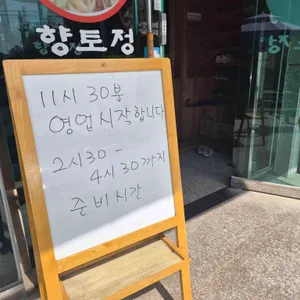 향토정
11시 30분
영업시작합니다
2시30 -
4시 30까지
준비시간